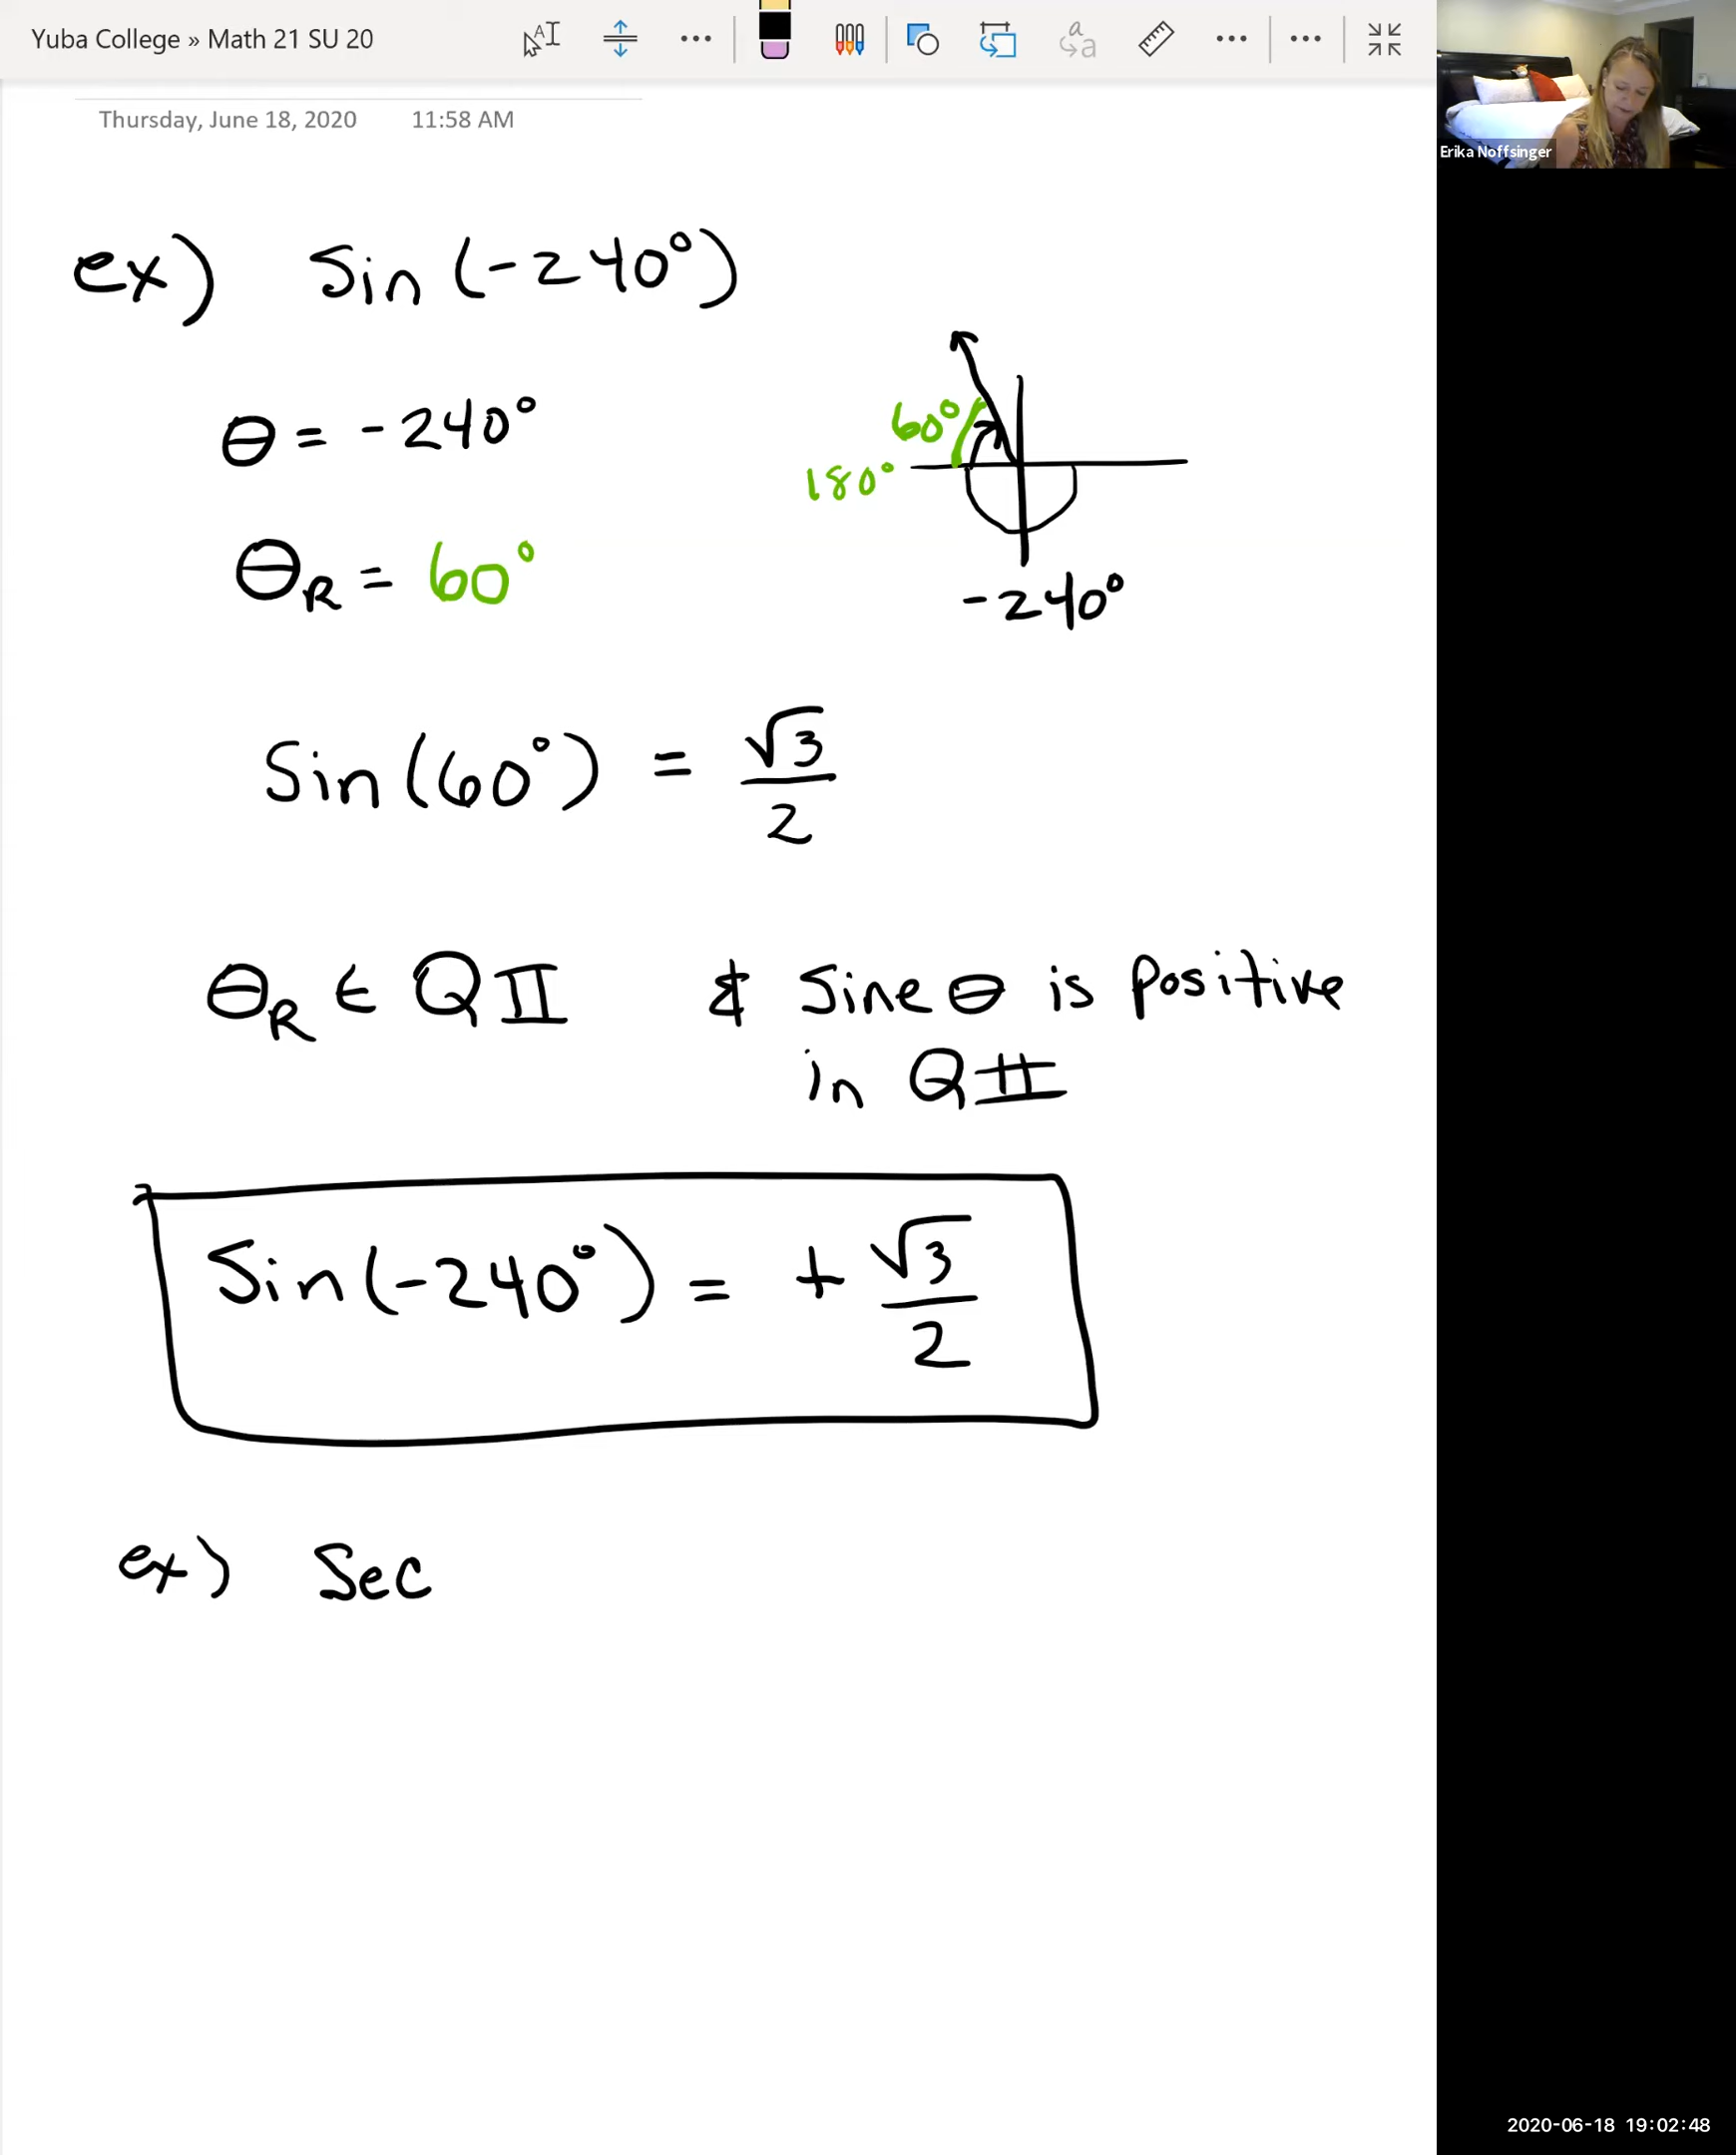 Yuba College » Math 21 SU 20
Thursday, June 18, 2020 11:58 AM
Erika Noffsinger
ex) Sin (-240°)
θ = -240°
60°
180°
θR = 60°
-240°
Sin (60°) = √3/2
θR ∈ QII & Sine θ is positive
in QII
Sin(-240°) = + √3/2
ex) Sec
2020-06-18 19:02:48